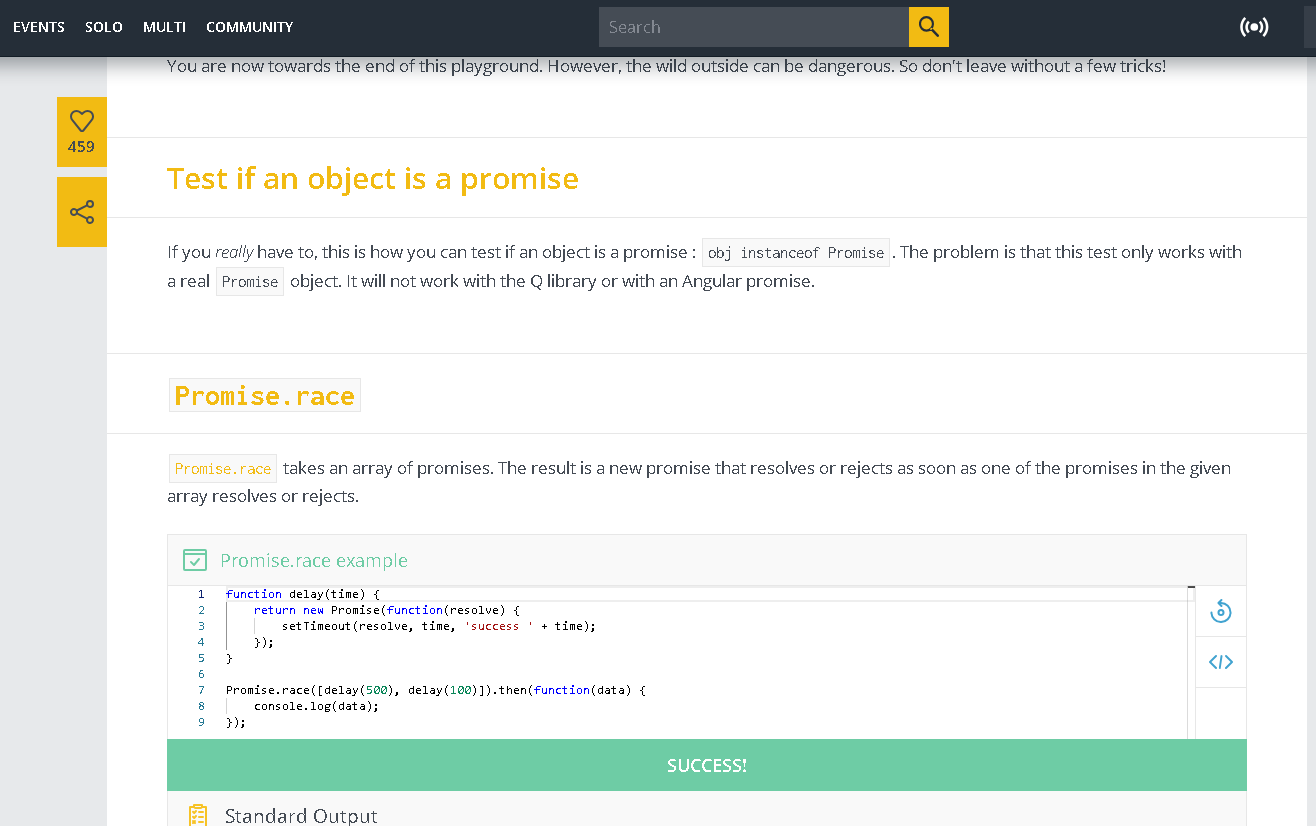 EVENTS SOLO MULTI COMMUNITY Search
You are now towards the end of this playground. However, the wild outside can be dangerous. So don't leave without a few tricks!
459
Test if an object is a promise
If you really have to, this is how you can test if an object is a promise : obj instanceof Promise . The problem is that this test only works with
a real Promise object. It will not work with the Q library or with an Angular promise.
Promise.race
Promise.race takes an array of promises. The result is a new promise that resolves or rejects as soon as one of the promises in the given
array resolves or rejects.
Promise.race example
1 function delay(time) {
2     return new Promise(function(resolve) {
3         setTimeout(resolve, time, 'success ' + time);
4     });
5 }
6
7 Promise.race([delay(500), delay(100)]).then(function(data) {
8     console.log(data);
9 });
SUCCESS!
Standard Output